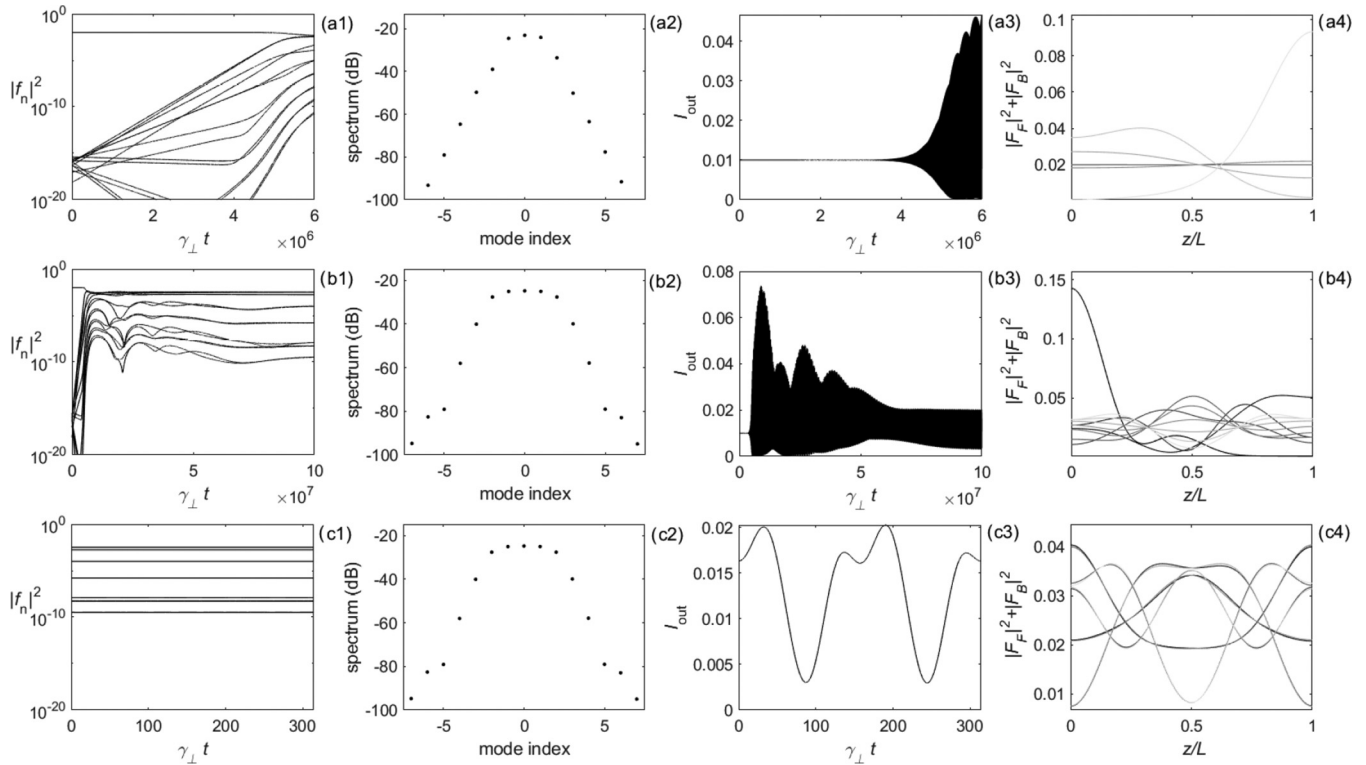 10^0
10^-10
10^-20
|f_n|^2
0 2 4 6
γ_⊥ t ×10^6
(a1)
-20
-40
-60
-80
-100
spectrum (dB)
-5 0 5
mode index
(a2)
0.04
0.03
0.02
0.01
0
I_out
0 2 4 6
γ_⊥ t ×10^6
(a3)
0.1
0.08
0.06
0.04
0.02
|F_F|^2+|F_B|^2
0 0.5 1
z/L
(a4)
10^0
10^-10
10^-20
|f_n|^2
0 5 10
γ_⊥ t ×10^7
(b1)
-20
-40
-60
-80
-100
spectrum (dB)
-5 0 5
mode index
(b2)
0.08
0.06
0.04
0.02
0
I_out
0 5 10
γ_⊥ t ×10^7
(b3)
0.15
0.10
0.05
|F_F|^2+|F_B|^2
0 0.5 1
z/L
(b4)
10^0
10^-10
10^-20
|f_n|^2
0 100 200 300
γ_⊥ t
(c1)
-20
-40
-60
-80
-100
spectrum (dB)
-5 0 5
mode index
(c2)
0.02
0.015
0.01
0.005
0
I_out
0 100 200 300
γ_⊥ t
(c3)
0.04
0.03
0.02
0.01
|F_F|^2+|F_B|^2
0 0.5 1
z/L
(c4)